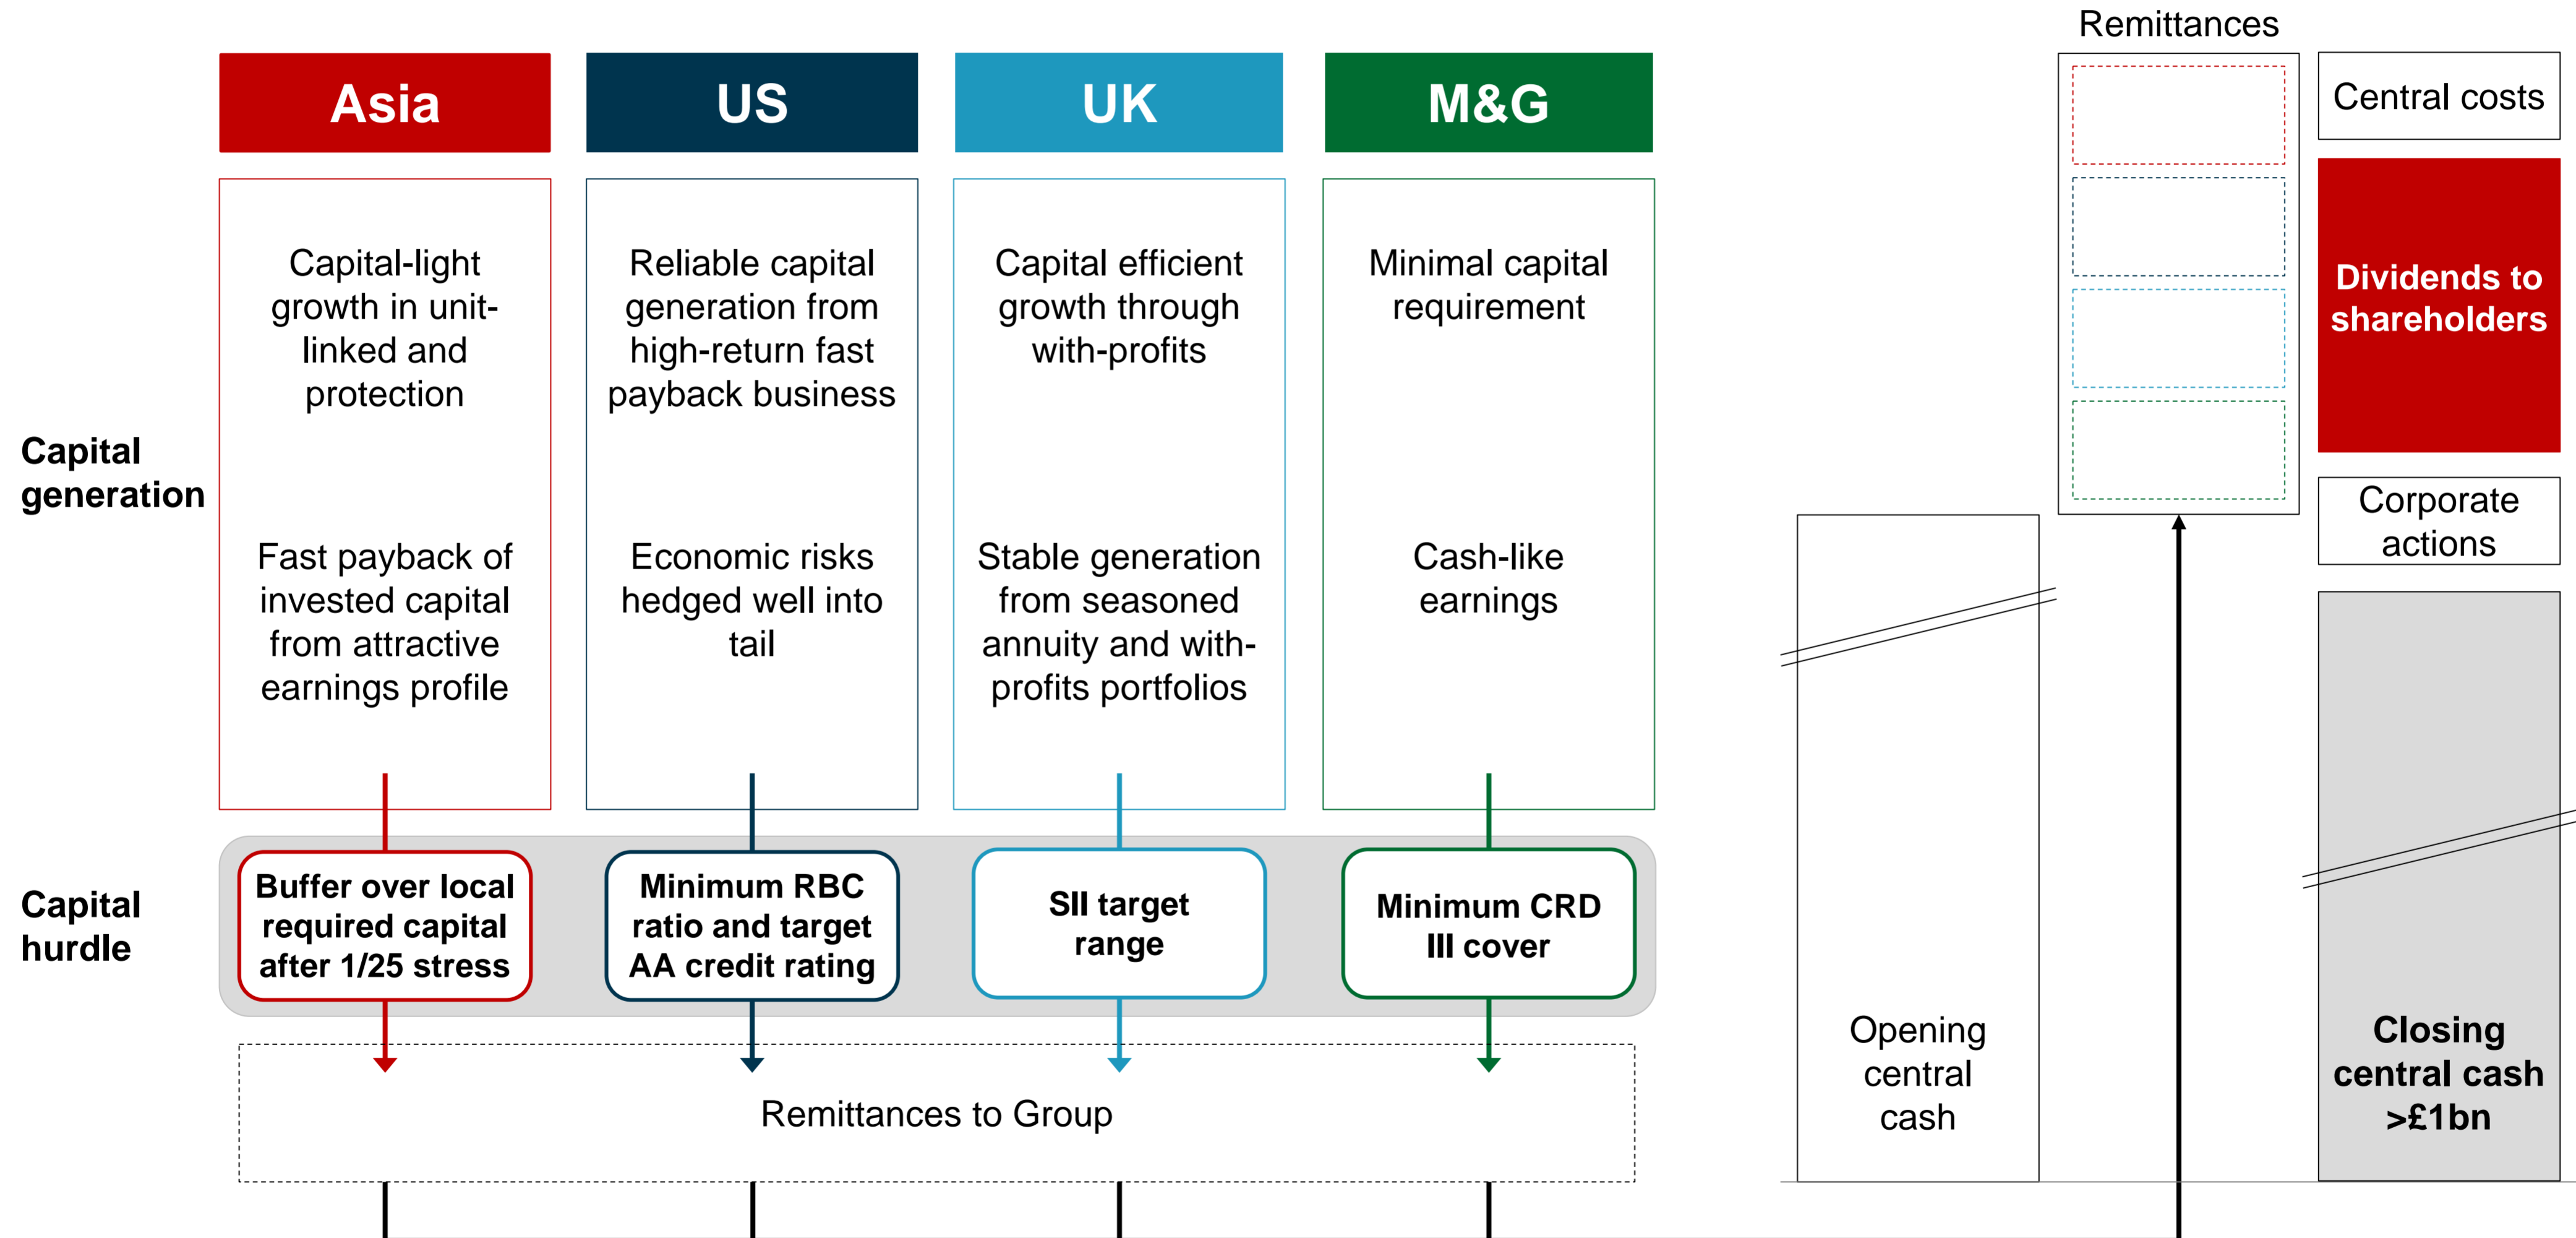 Remittances
Asia
US
UK
M&G
Central costs
Capital
generation
Capital-light
growth in unit-
linked and
protection
Fast payback of
invested capital
from attractive
earnings profile
Reliable capital
generation from
high-return fast
payback business
Economic risks
hedged well into
tail
Capital efficient
growth through
with-profits
Stable generation
from seasoned
annuity and with-
profits portfolios
Minimal capital
requirement
Cash-like
earnings
Dividends to
shareholders
Corporate
actions
Capital
hurdle
Buffer over local
required capital
after 1/25 stress
Minimum RBC
ratio and target
AA credit rating
SII target
range
Minimum CRD
III cover
Remittances to Group
Opening
central
cash
Closing
central cash
>£1bn